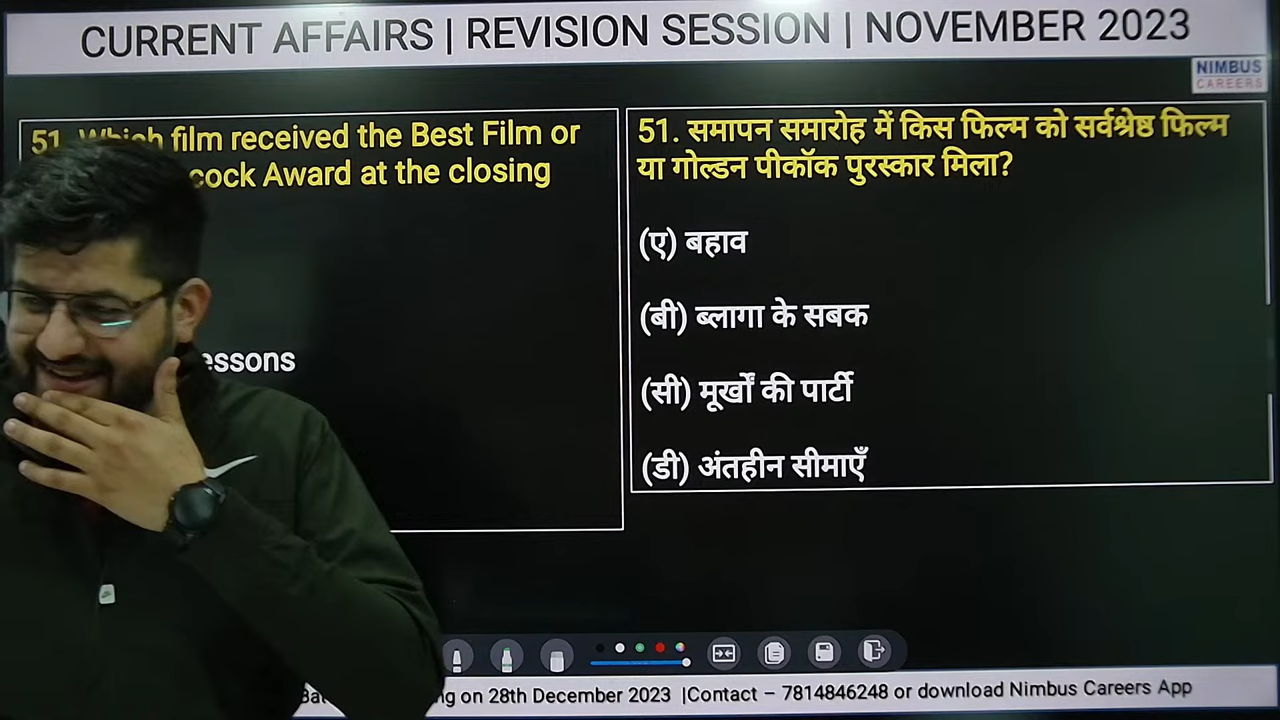 CURRENT AFFAIRS | REVISION SESSION | NOVEMBER 2023
NIMBUS
CAREERS
51. Which film received the Best Film or
cock Award at the closing
essons
51. समापन समारोह में किस फिल्म को सर्वश्रेष्ठ फिल्म
या गोल्डन पीकॉक पुरस्कार मिला?
(ए) बहाव
(बी) ब्लागा के सबक
(सी) मूर्खों की पार्टी
(डी) अंतहीन सीमाएँ
ng on 28th December 2023 |Contact – 7814846248 or download Nimbus Careers App